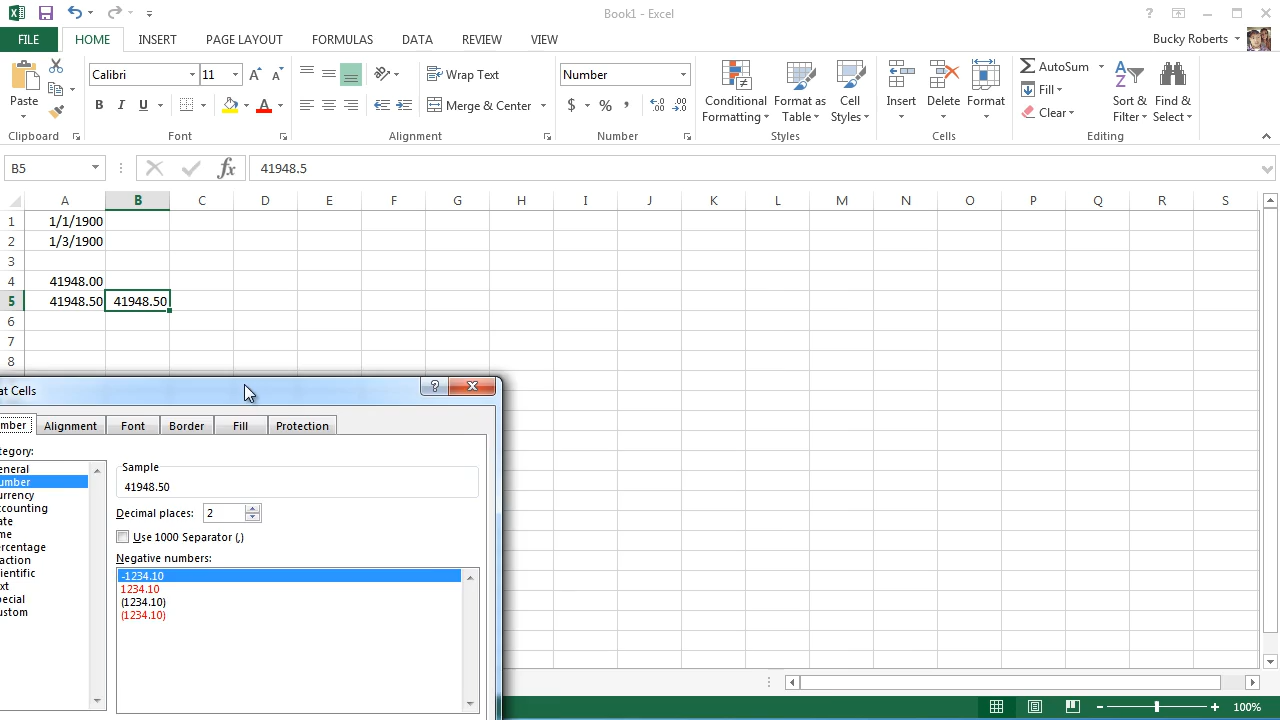 Book1 - Excel
?
FILE HOME INSERT PAGE LAYOUT FORMULAS DATA REVIEW VIEW
Bucky Roberts
Paste
Clipboard
Calibri 11
B I U
Font
Wrap Text
Merge & Center
Alignment
Number
$ % ,
Number
Conditional Formatting
Format as Table
Cell Styles
Styles
Insert Delete Format
Cells
AutoSum
Fill
Clear
Sort & Filter
Find & Select
Editing
B5 fx 41948.5
A B C D E F G H I J K L M N O P Q R S
1 1/1/1900
2 1/3/1900
3
4 41948.00
5 41948.50 41948.50
6
7
8
at Cells ?
mber Alignment Font Border Fill Protection
tegory:
eneral
umber
urrency
ccounting
ate
me
ercentage
action
ientific
xt
pecial
ustom
Sample
41948.50
Decimal places: 2
Use 1000 Separator (,)
Negative numbers:
-1234.10
1234.10
(1234.10)
(1234.10)
100%